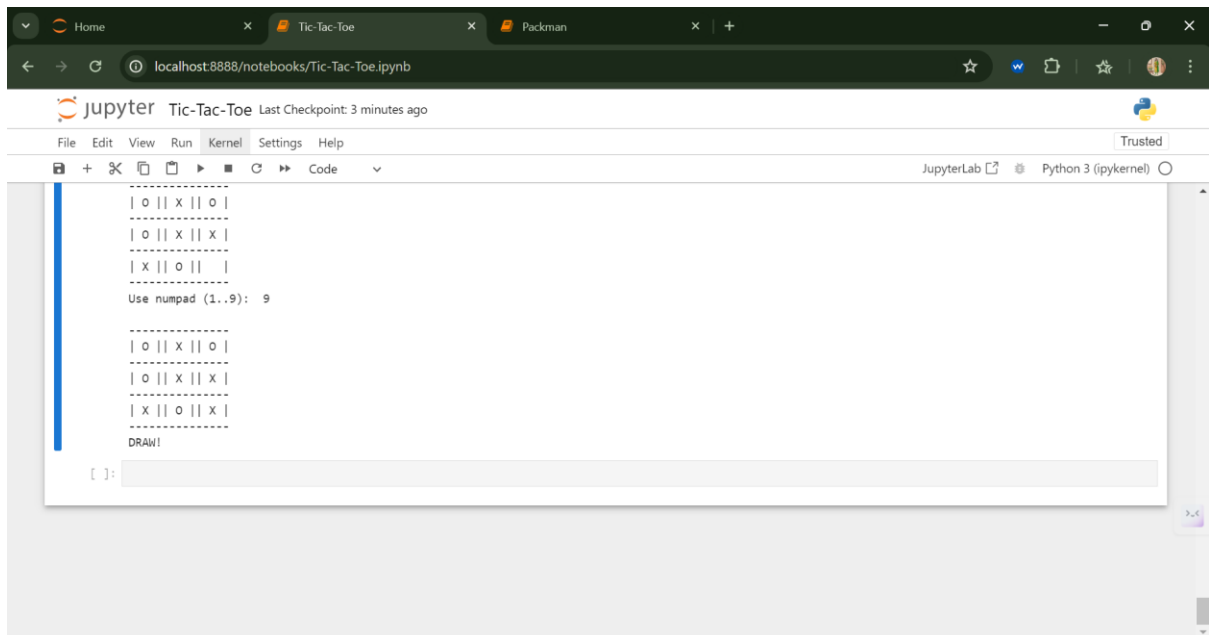 Home
Tic-Tac-Toe
Packman
localhost:8888/notebooks/Tic-Tac-Toe.ipynb
jupyter Tic-Tac-Toe Last Checkpoint: 3 minutes ago
File Edit View Run Kernel Settings Help Trusted
Code JupyterLab Python 3 (ipykernel)
---------------
| O || X || O |
---------------
| O || X || X |
---------------
| X || O ||   |
---------------
Use numpad (1..9): 9
---------------
| O || X || O |
---------------
| O || X || X |
---------------
| X || O || X |
---------------
DRAW!
[ ]: